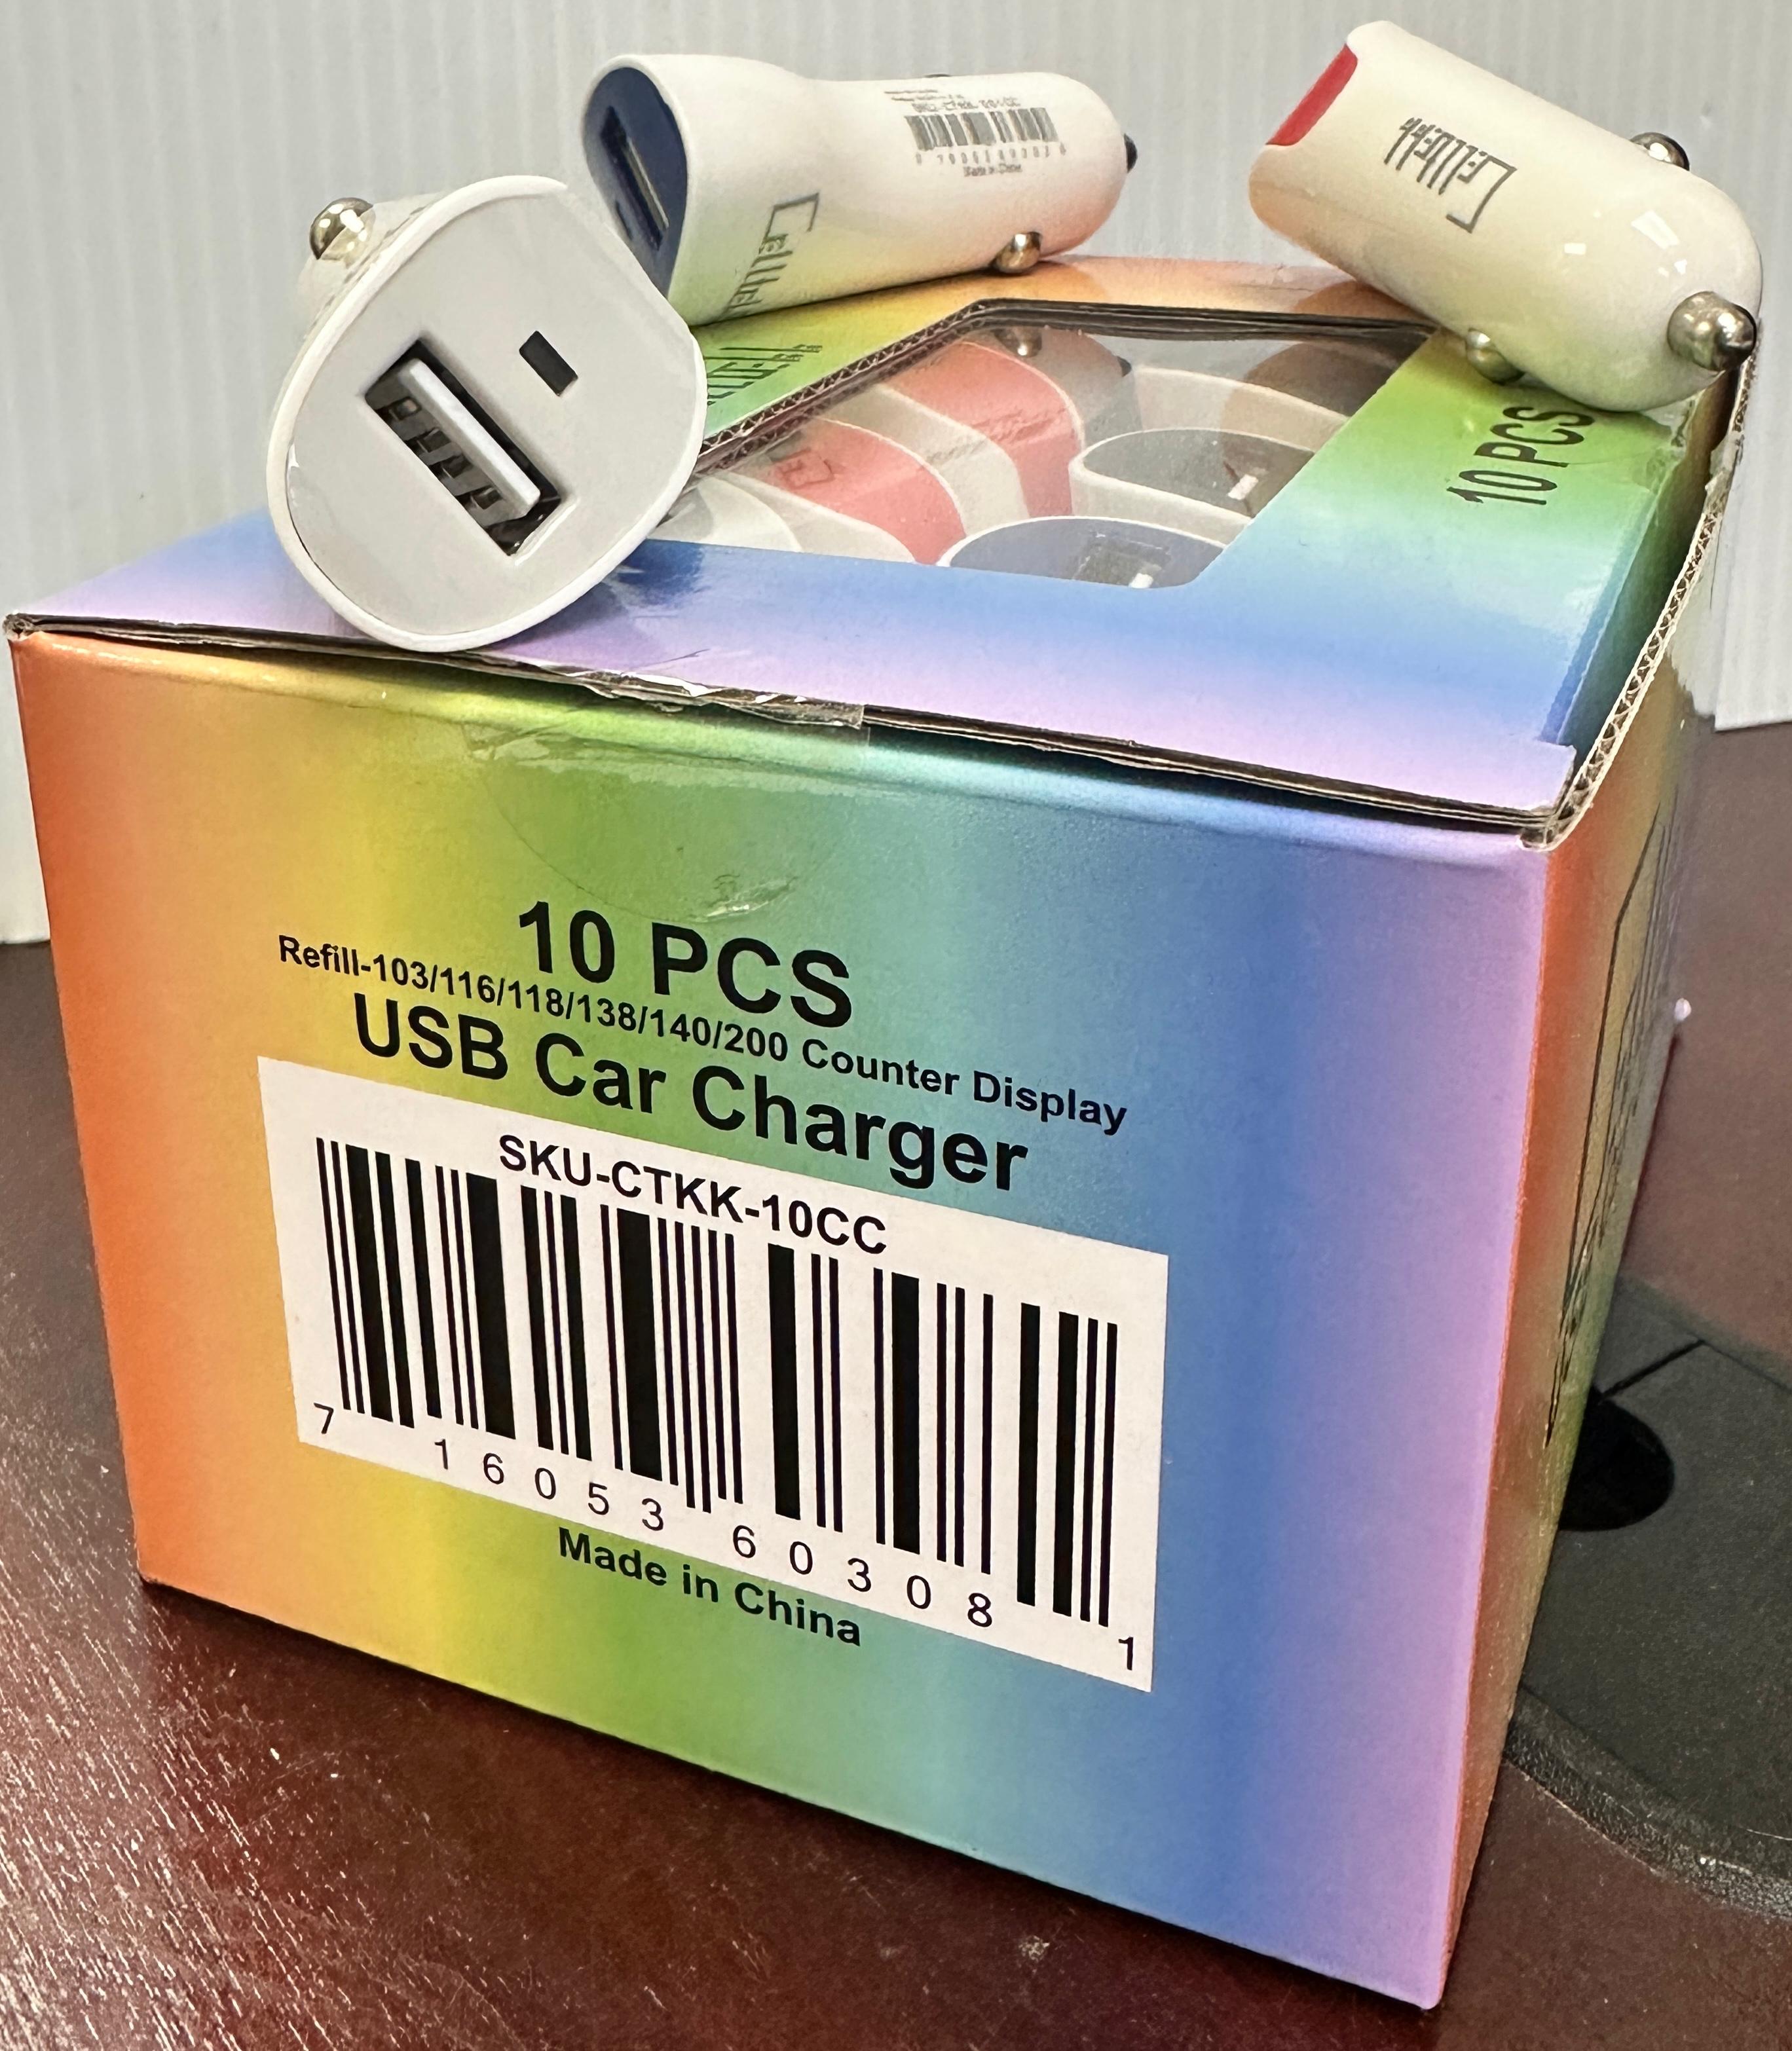 10 PCS
10 PCS
Refill-103/116/118/138/140/200 Counter Display
USB Car Charger
SKU-CTKK-10CC
7 16053 60308 1
Made in China